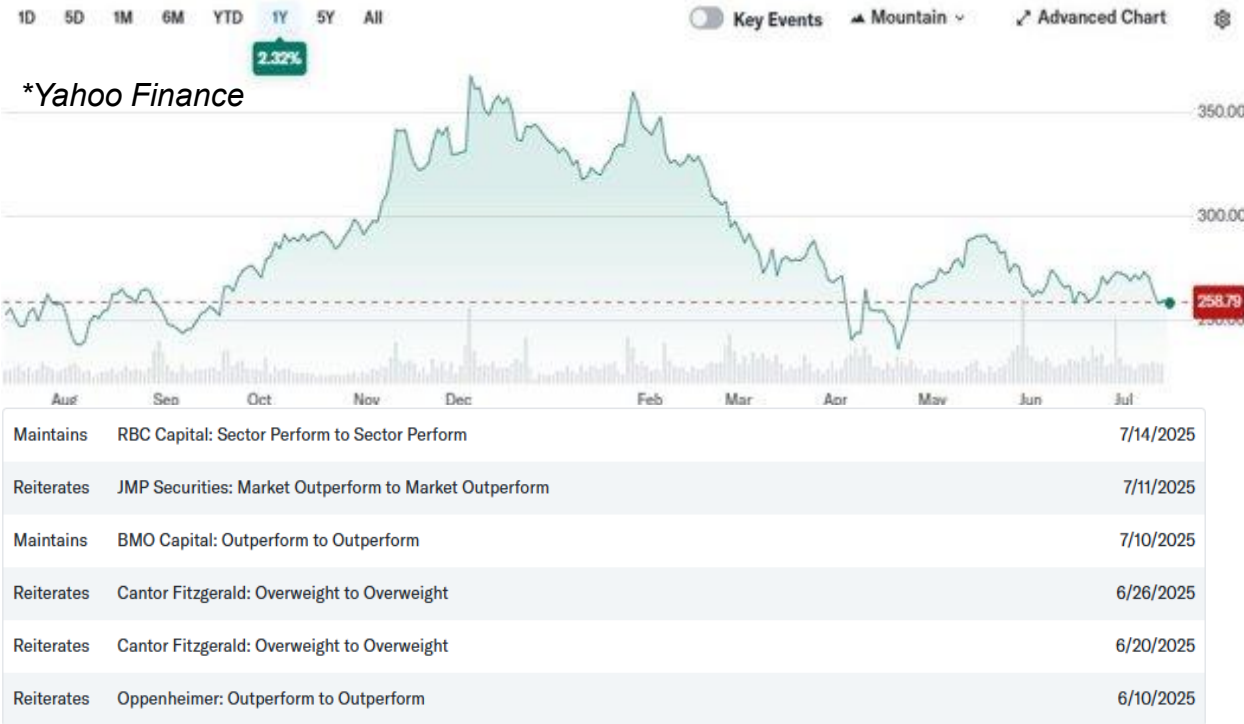 1D 5D 1M 6M YTD 1Y 5Y All Key Events Mountain Advanced Chart
2.32%
*Yahoo Finance
350.00
300.00
258.79
250.00
Aug Sep Oct Nov Dec Feb Mar Apr May Jun Jul
Maintains RBC Capital: Sector Perform to Sector Perform 7/14/2025
Reiterates JMP Securities: Market Outperform to Market Outperform 7/11/2025
Maintains BMO Capital: Outperform to Outperform 7/10/2025
Reiterates Cantor Fitzgerald: Overweight to Overweight 6/26/2025
Reiterates Cantor Fitzgerald: Overweight to Overweight 6/20/2025
Reiterates Oppenheimer: Outperform to Outperform 6/10/2025